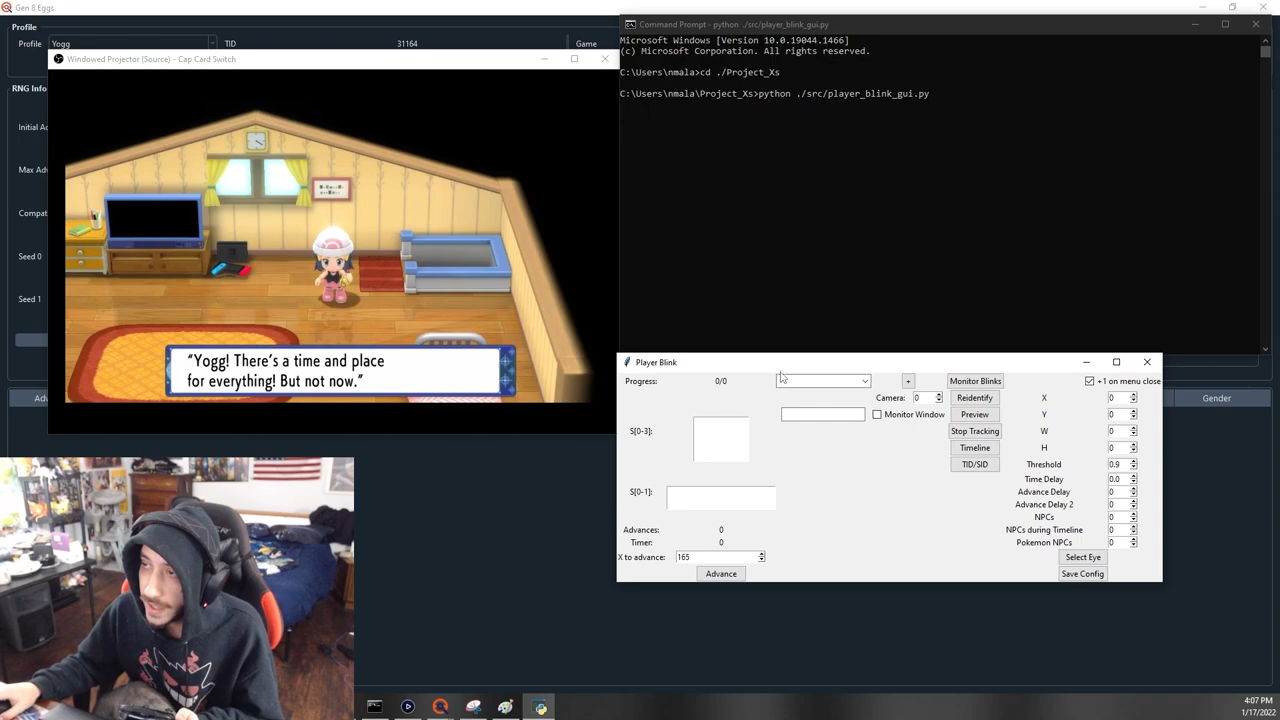 Gen 8 Eggs
Profile
Profile
Yogg
TID
31164
Game
Windowed Projector (Source) - Cap Card Switch
RNG Info
Initial Ad
Max Adv
Compat
Seed 0
Seed 1
Adv
Gender
“Yogg! There’s a time and place
for everything! But not now.”
Command Prompt - python ./src/player_blink_gui.py
Microsoft Windows [Version 10.0.19044.1466]
(c) Microsoft Corporation. All rights reserved.
C:\Users\nmala>cd ./Project_Xs
C:\Users\nmala\Project_Xs>python ./src/player_blink_gui.py
Player Blink
Progress:
0/0
+
Monitor Blinks
+1 on menu close
Camera:
0
Reidentify
X
0
Monitor Window
Preview
Y
0
S[0-3]:
Stop Tracking
W
0
Timeline
H
0
TID/SID
Threshold
0.9
Time Delay
0.0
S[0-1]:
Advance Delay
0
Advance Delay 2
0
NPCs
0
Advances:
0
NPCs during Timeline
0
Timer:
0
Pokemon NPCs
0
X to advance:
165
Select Eye
Advance
Save Config
4:07 PM
1/17/2022